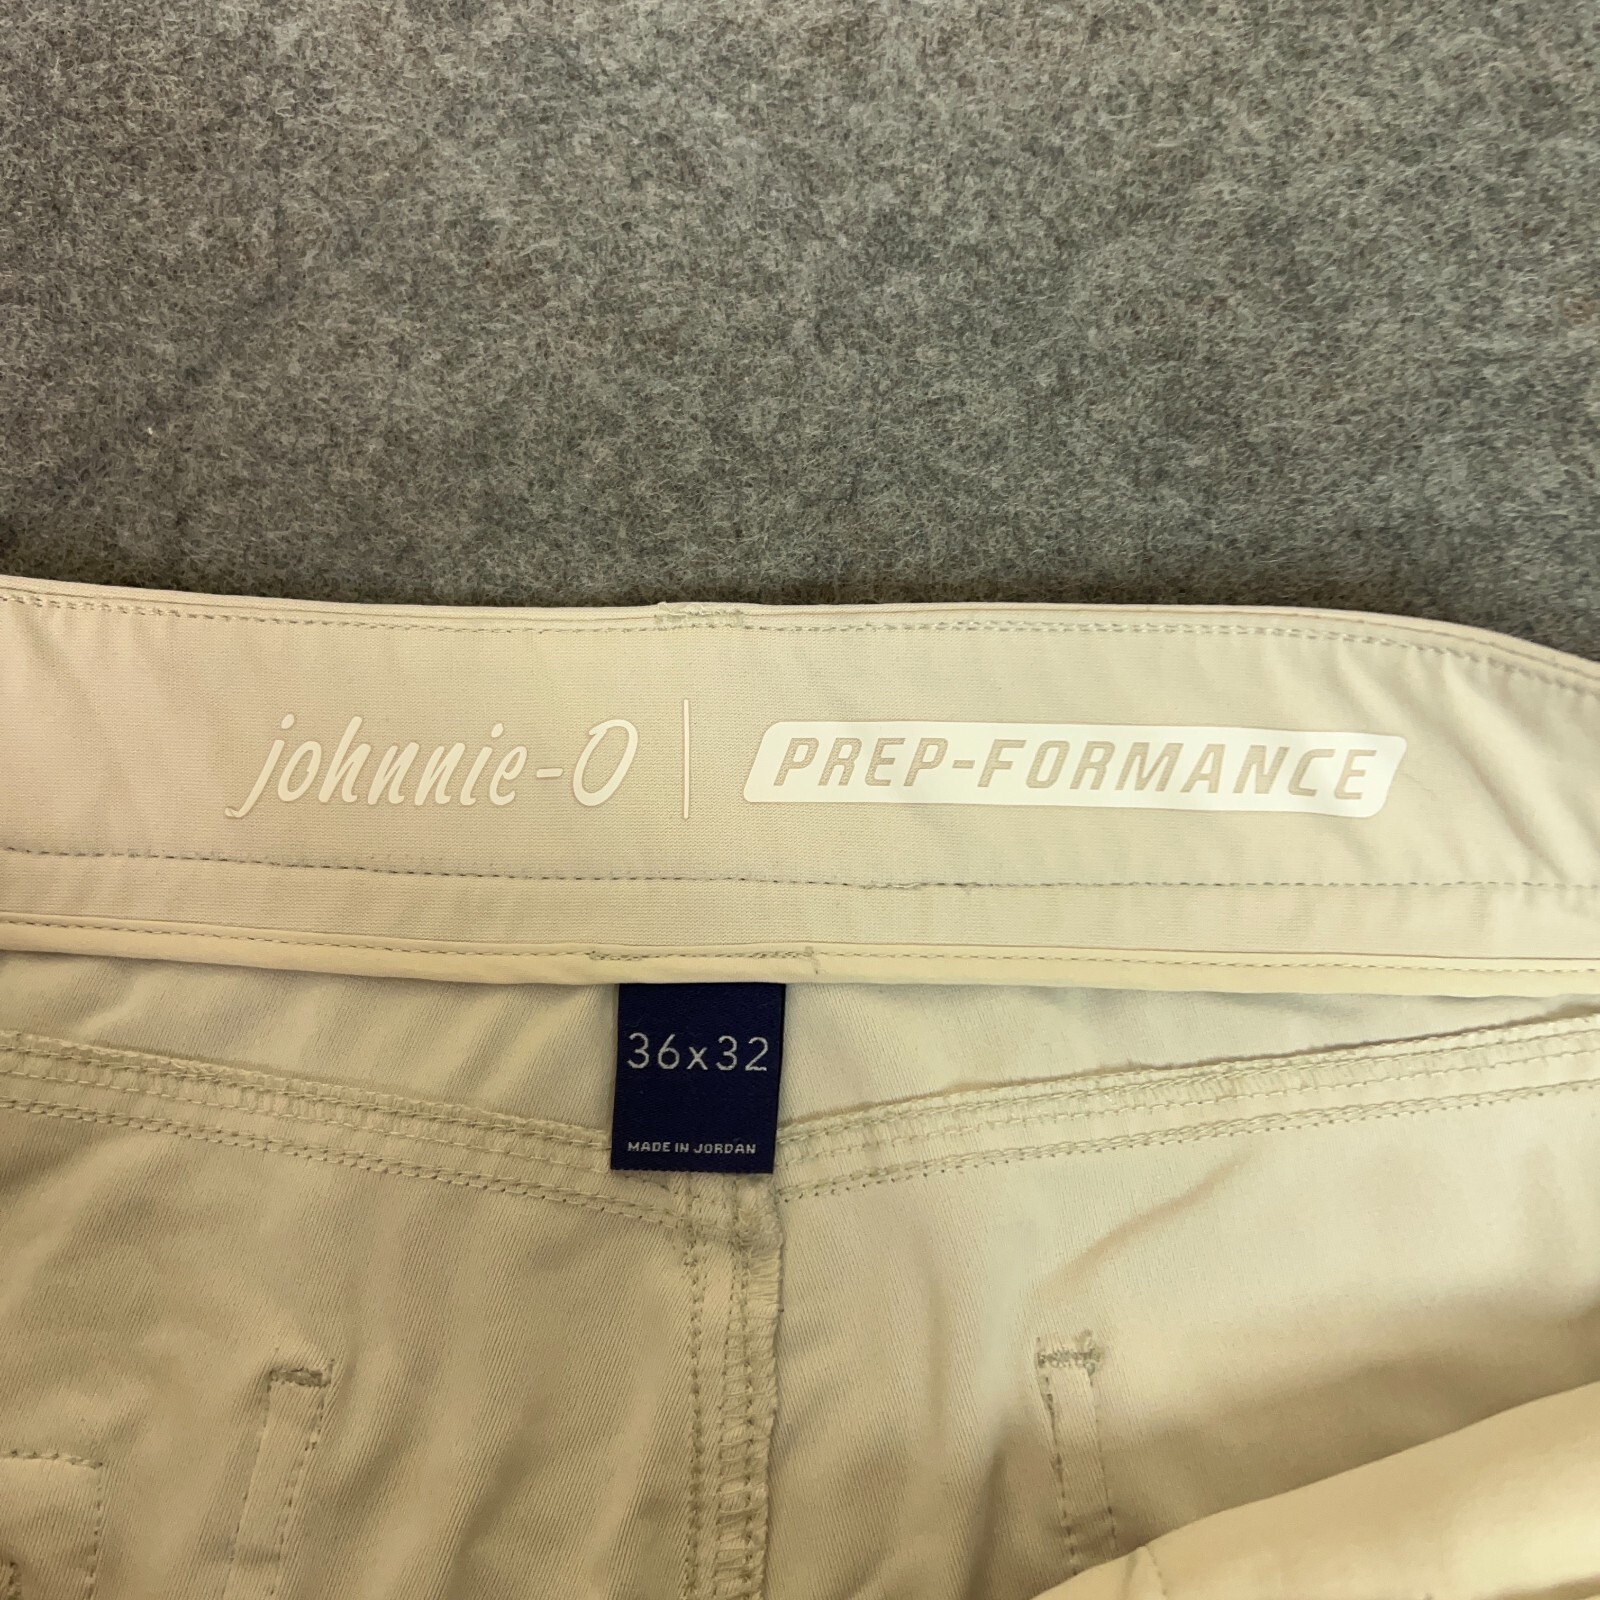 johnnie-O | PREP-FORMANCE
36x32
MADE IN JORDAN